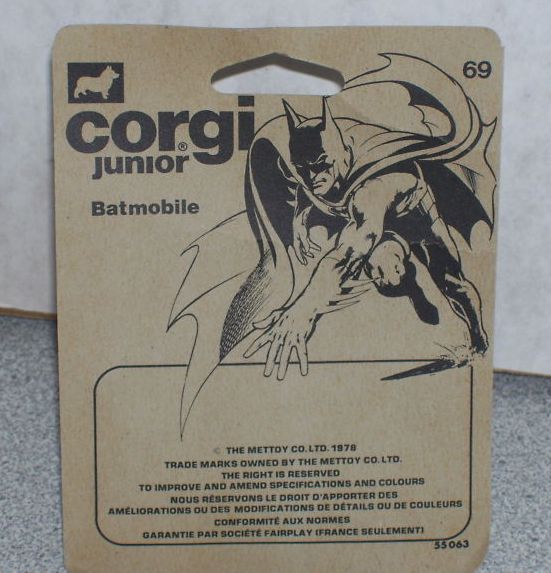 69
corgi®
junior
Batmobile
© THE METTOY CO. LTD. 1978
TRADE MARKS OWNED BY THE METTOY CO. LTD.
THE RIGHT IS RESERVED
TO IMPROVE AND AMEND SPECIFICATIONS AND COLOURS
NOUS RÉSERVONS LE DROIT D'APPORTER DES
AMÉLIORATIONS OU DES MODIFICATIONS DE DÉTAILS OU DE COULEURS
CONFORMITÉ AUX NORMES
GARANTIE PAR SOCIÉTÉ FAIRPLAY (FRANCE SEULEMENT)
55063